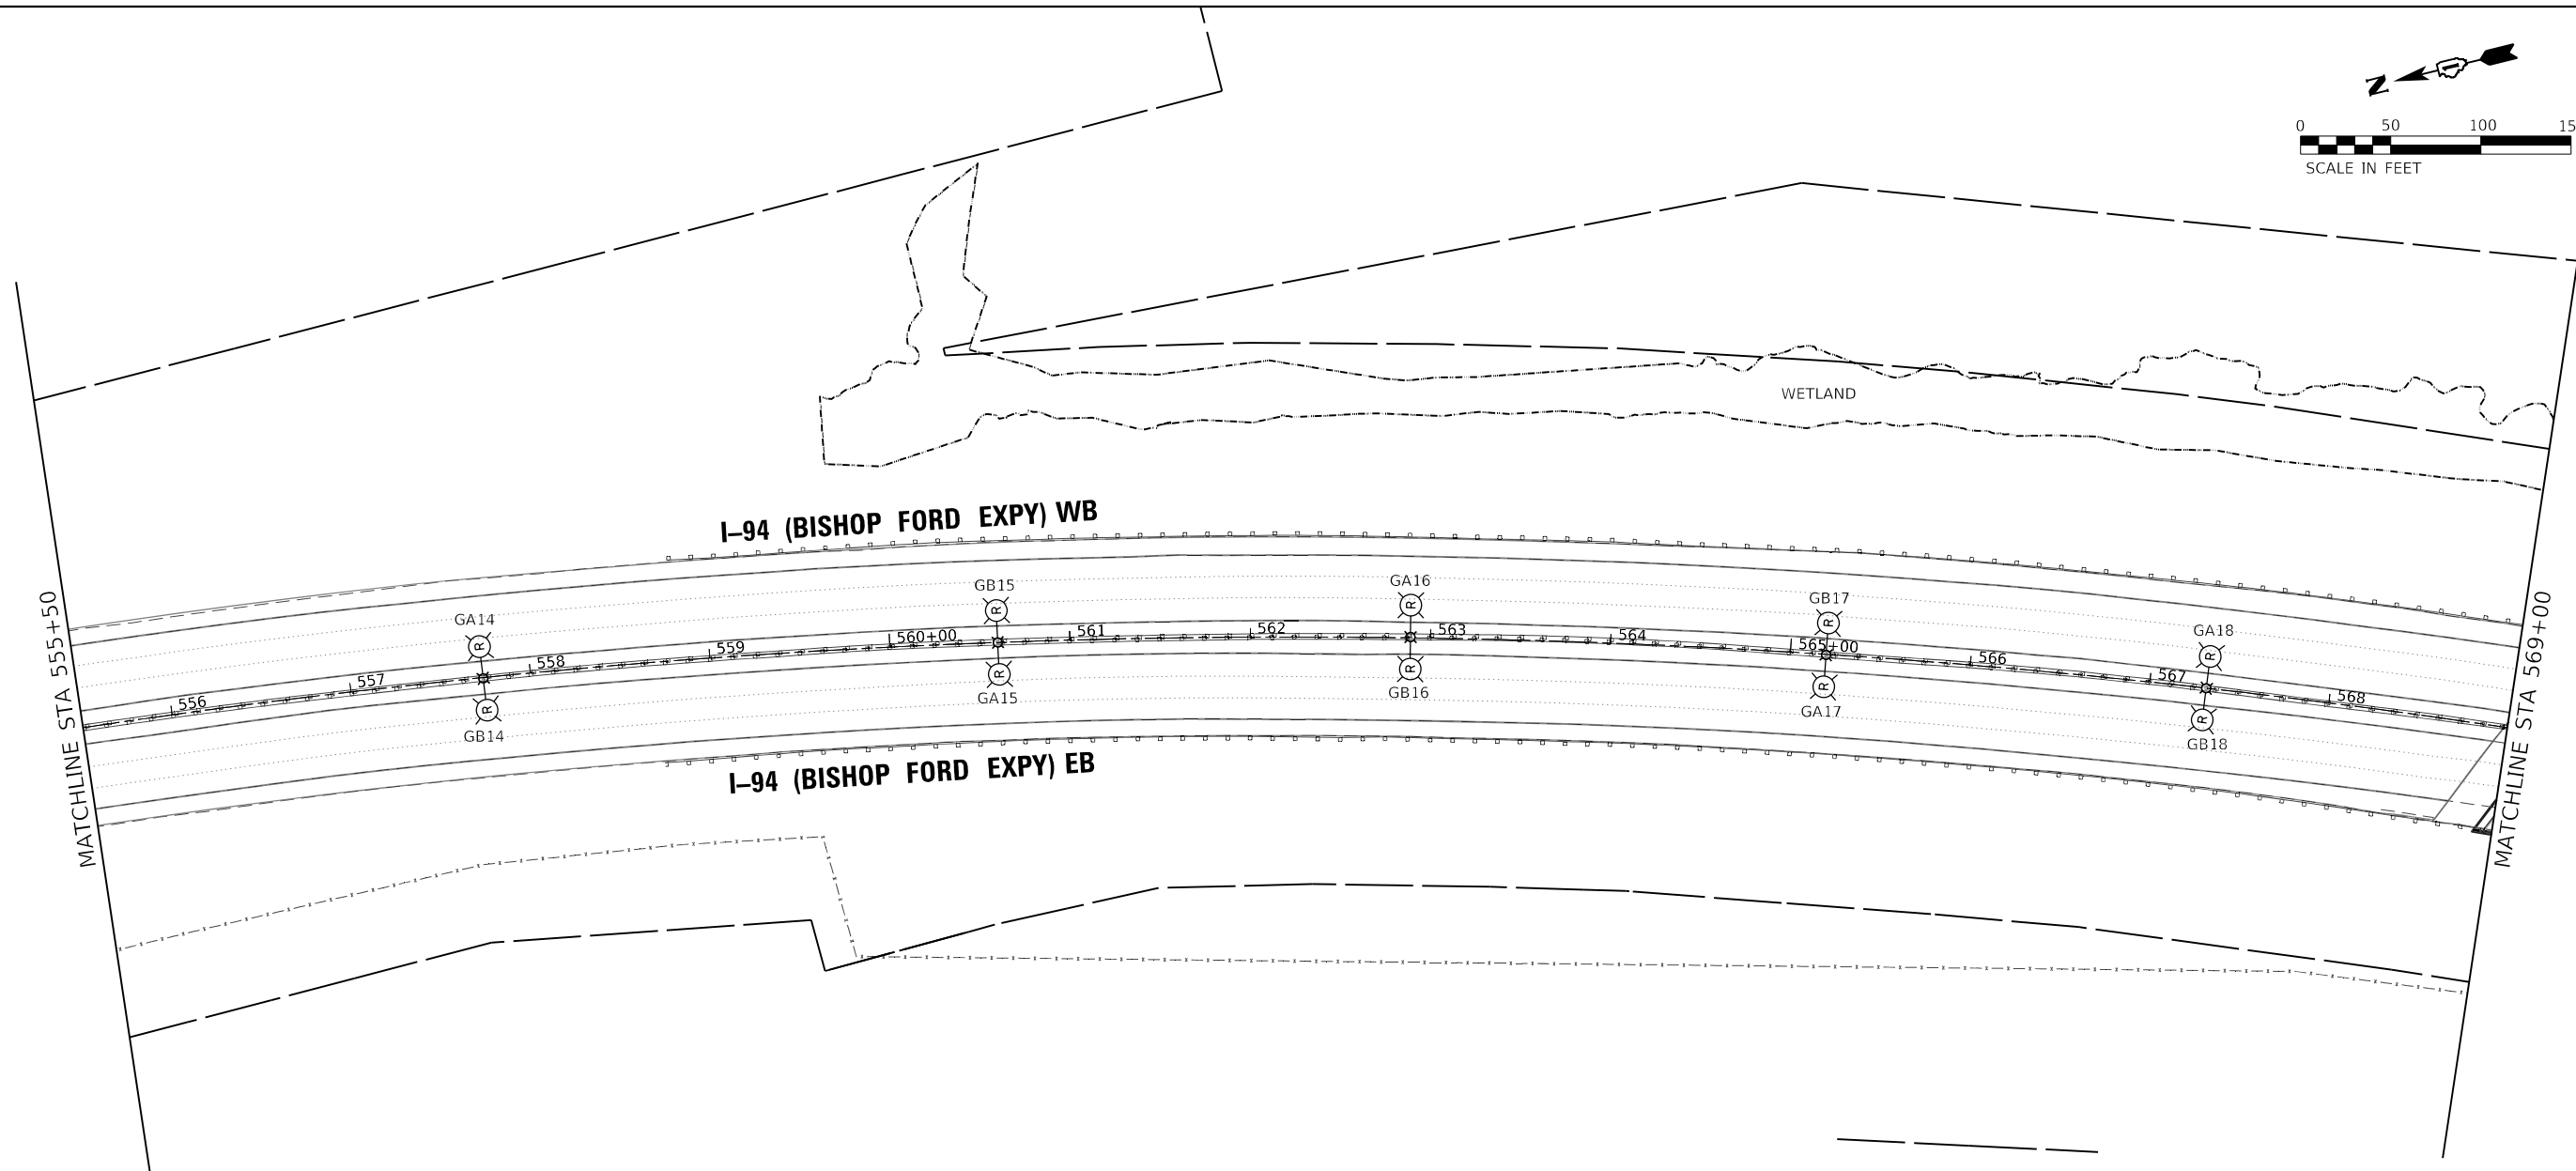 N
0 50 100 15
SCALE IN FEET
WETLAND
I-94 (BISHOP FORD EXPY) WB
GB15
GA16
GB17
GA14
GA18
MATCHLINE STA 555+50
MATCHLINE STA 569+00
R
R
R
R
R
556
557
558
559
560+00
561
562
563
564
565+00
566
567
568
R
R
R
R
R
GA15
GB16
GA17
GB14
GB18
I-94 (BISHOP FORD EXPY) EB